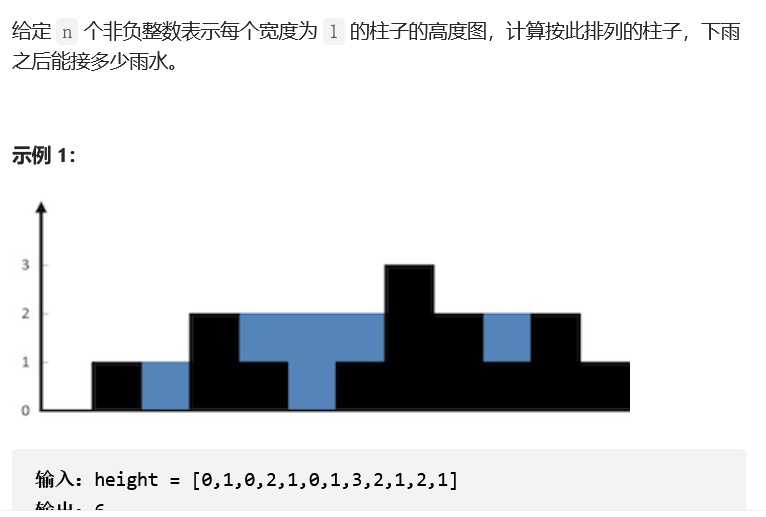 给定 n 个非负整数表示每个宽度为 1 的柱子的高度图，计算按此排列的柱子，下雨
之后能接多少雨水。
示例 1：
3
2
1
0
输入：height = [0,1,0,2,1,0,1,3,2,1,2,1]
输出：6